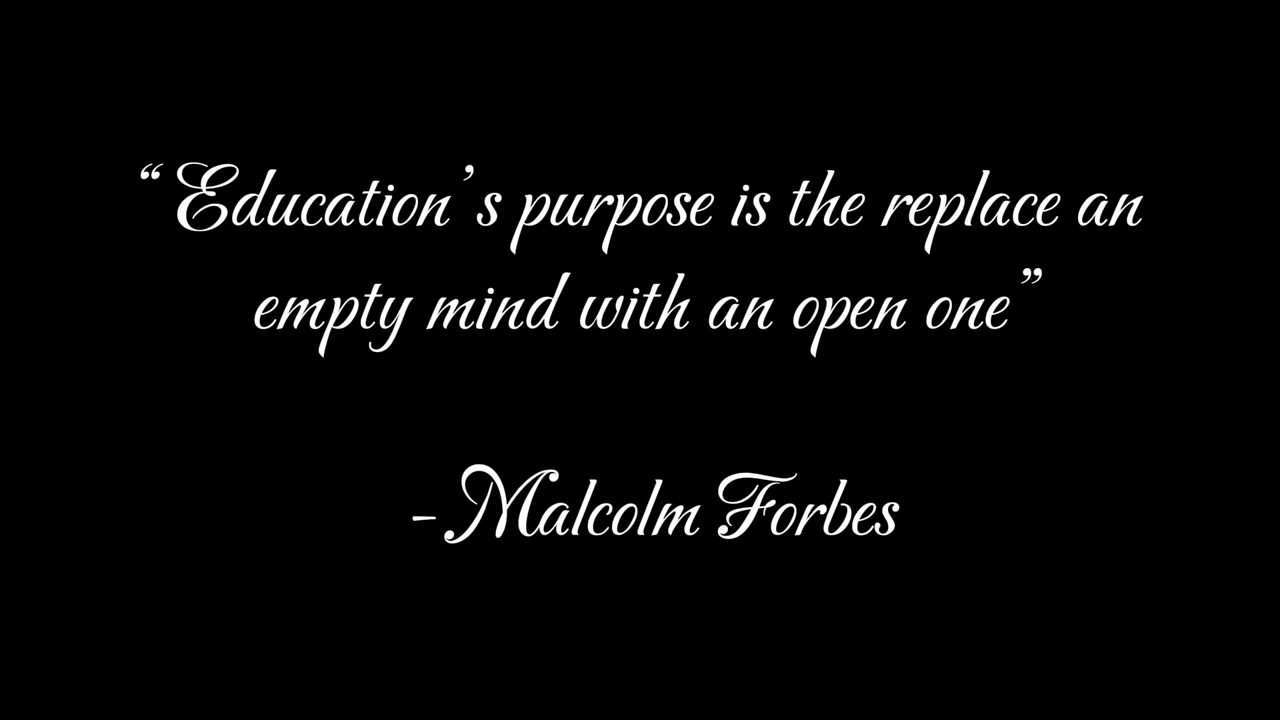 “Education’s purpose is the replace an
empty mind with an open one”
-Malcolm Forbes